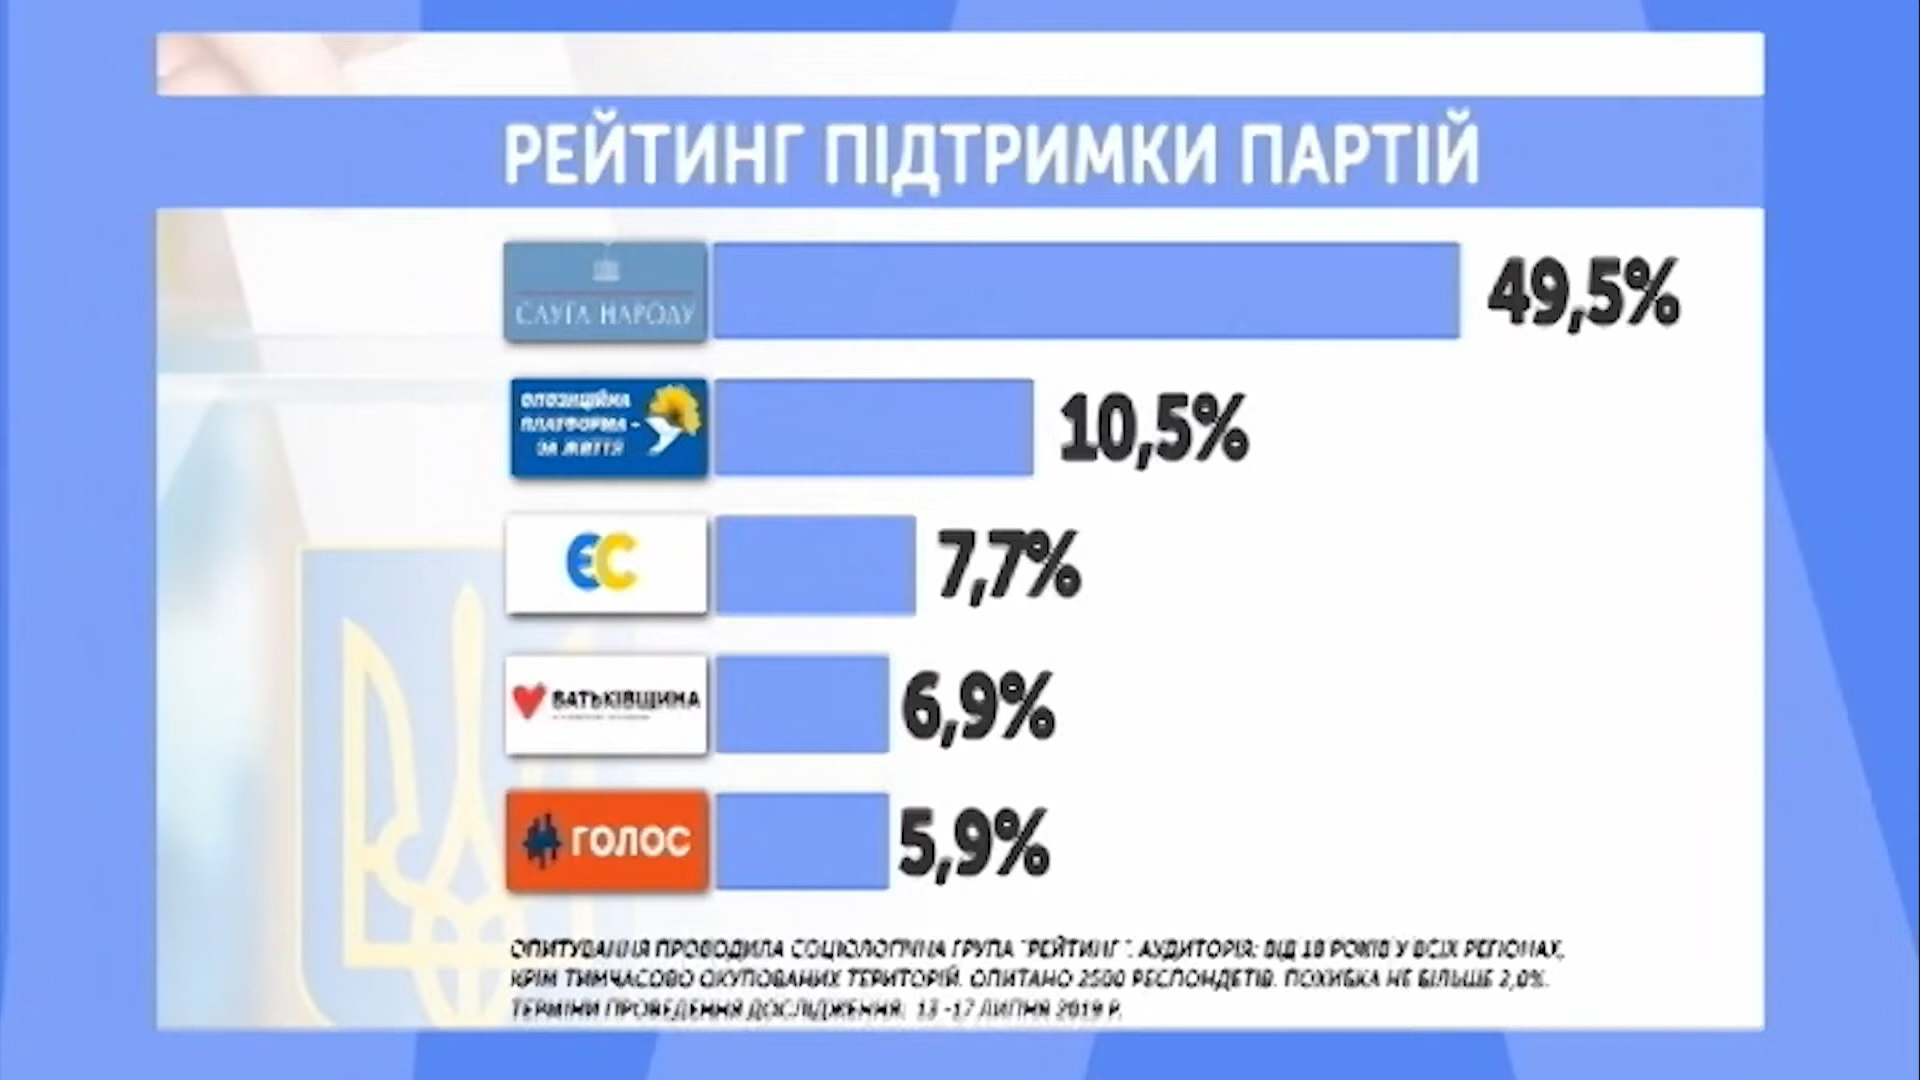 РЕЙТИНГ ПІДТРИМКИ ПАРТІЙ
СЛУГА НАРОДУ
49,5%
ОПОЗИЦІЙНА
ПЛАТФОРМА -
ЗА ЖИТТЯ
10,5%
ЄС
7,7%
БАТЬКІВЩИНА
6,9%
ГОЛОС
5,9%
ОПИТУВАННЯ ПРОВОДИЛА СОЦІОЛОГІЧНА ГРУПА "РЕЙТИНГ". АУДИТОРІЯ: ВІД 18 РОКІВ У ВСІХ РЕГІОНАХ,
КРІМ ТИМЧАСОВО ОКУПОВАНИХ ТЕРИТОРІЙ. ОПИТАНО 2500 РЕСПОНДЕТІВ. ПОХИБКА НЕ БІЛЬШЕ 2,0%.
ТЕРМІНИ ПРОВЕДЕННЯ ДОСЛІДЖЕННЯ: 13 -17 ЛИПНЯ 2019 Р.